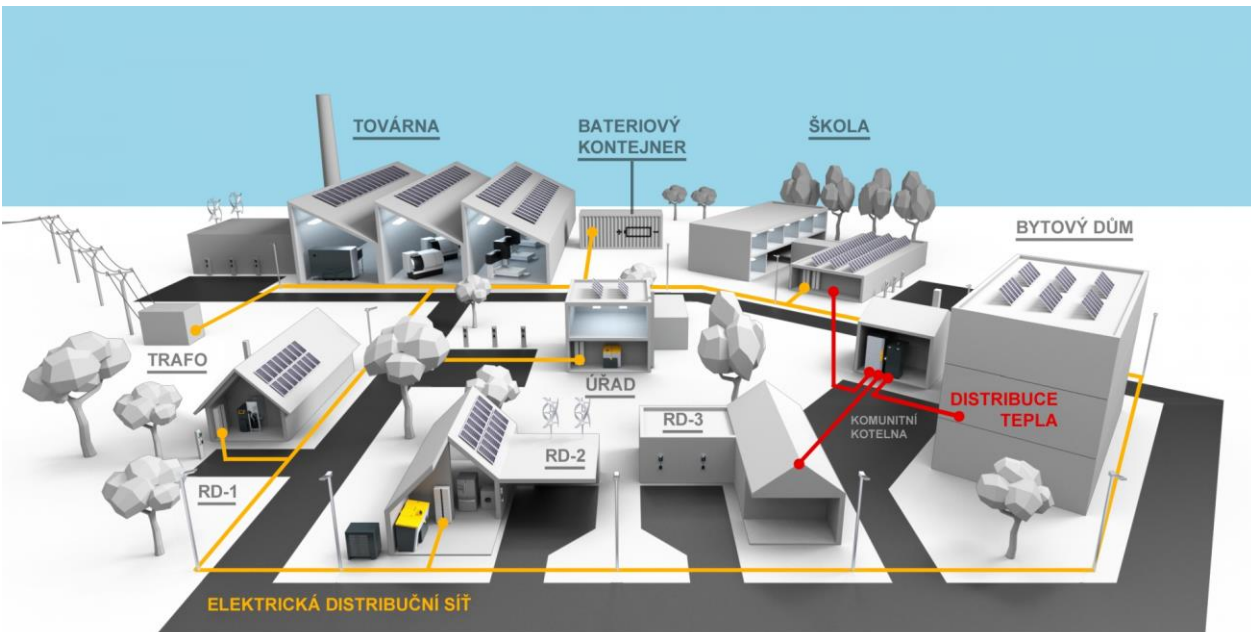 TOVÁRNA
BATERIOVÝ
KONTEJNER
ŠKOLA
BYTOVÝ DŮM
TRAFO
ÚŘAD
DISTRIBUCE
TEPLA
KOMUNITNÍ
KOTELNA
RD-3
RD-2
RD-1
ELEKTRICKÁ DISTRIBUČNÍ SÍŤ